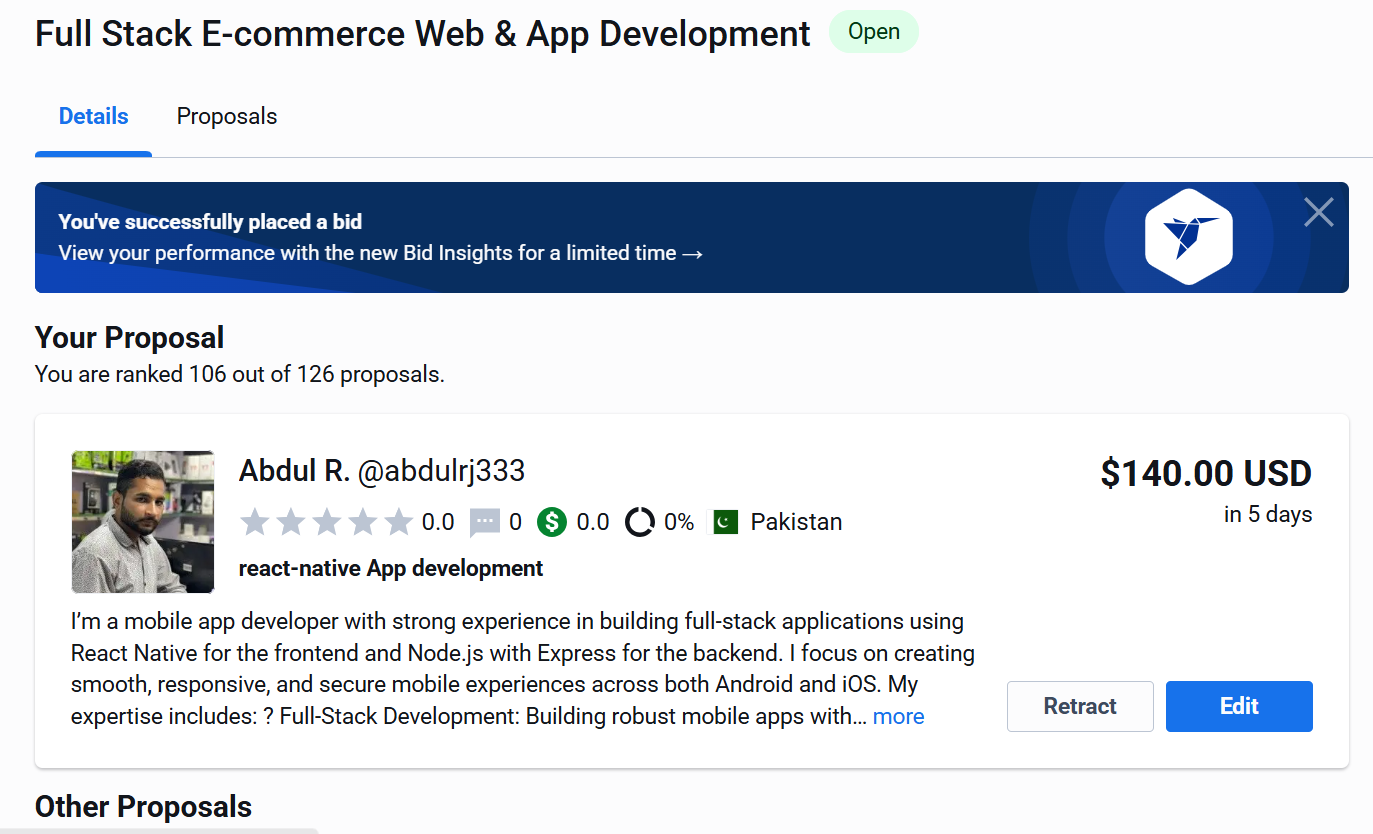 Full Stack E-commerce Web & App Development Open
Details Proposals
You've successfully placed a bid
View your performance with the new Bid Insights for a limited time →
Your Proposal
You are ranked 106 out of 126 proposals.
Abdul R. @abdulrj333
$140.00 USD
0.0 0 0.0 0% Pakistan
in 5 days
react-native App development
I’m a mobile app developer with strong experience in building full-stack applications using
React Native for the frontend and Node.js with Express for the backend. I focus on creating
smooth, responsive, and secure mobile experiences across both Android and iOS. My
expertise includes: ? Full-Stack Development: Building robust mobile apps with... more
Retract Edit
Other Proposals